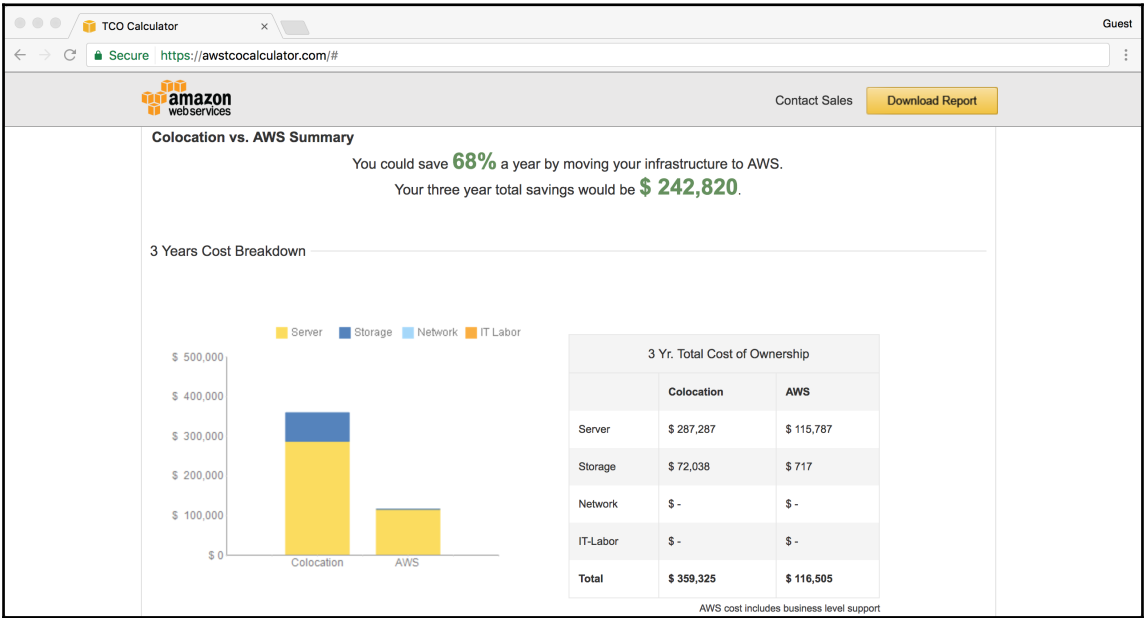 TCO Calculator
Guest
Secure https://awstcocalculator.com/#
amazon
webservices
Contact Sales
Download Report
Colocation vs. AWS Summary
You could save 68% a year by moving your infrastructure to AWS.
Your three year total savings would be $ 242,820.
3 Years Cost Breakdown
Server Storage Network IT Labor
$ 500,000
$ 400,000
$ 300,000
$ 200,000
$ 100,000
$ 0
Colocation AWS
3 Yr. Total Cost of Ownership
Colocation AWS
Server $ 287,287 $ 115,787
Storage $ 72,038 $ 717
Network $ - $ -
IT-Labor $ - $ -
Total $ 359,325 $ 116,505
AWS cost includes business level support